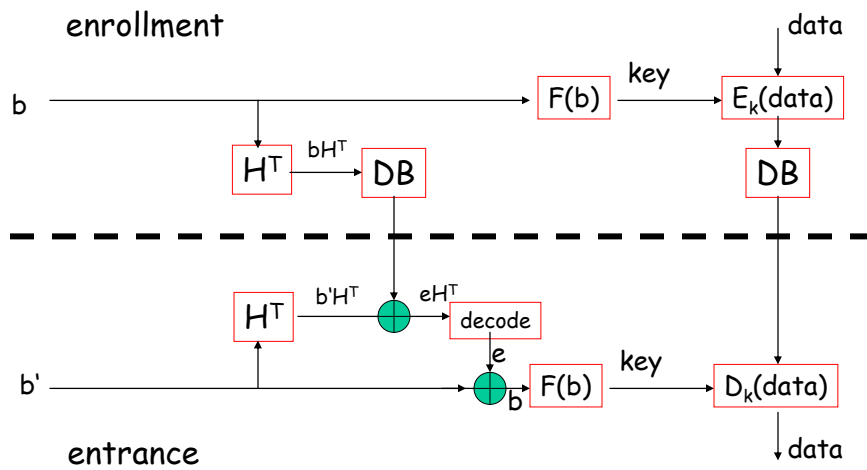 enrollment
data
b
F(b)
key
Eₖ(data)
Hᵀ
bHᵀ
DB
DB
Hᵀ
b'Hᵀ
eHᵀ
decode
e
b'
b
F(b)
key
Dₖ(data)
entrance
data